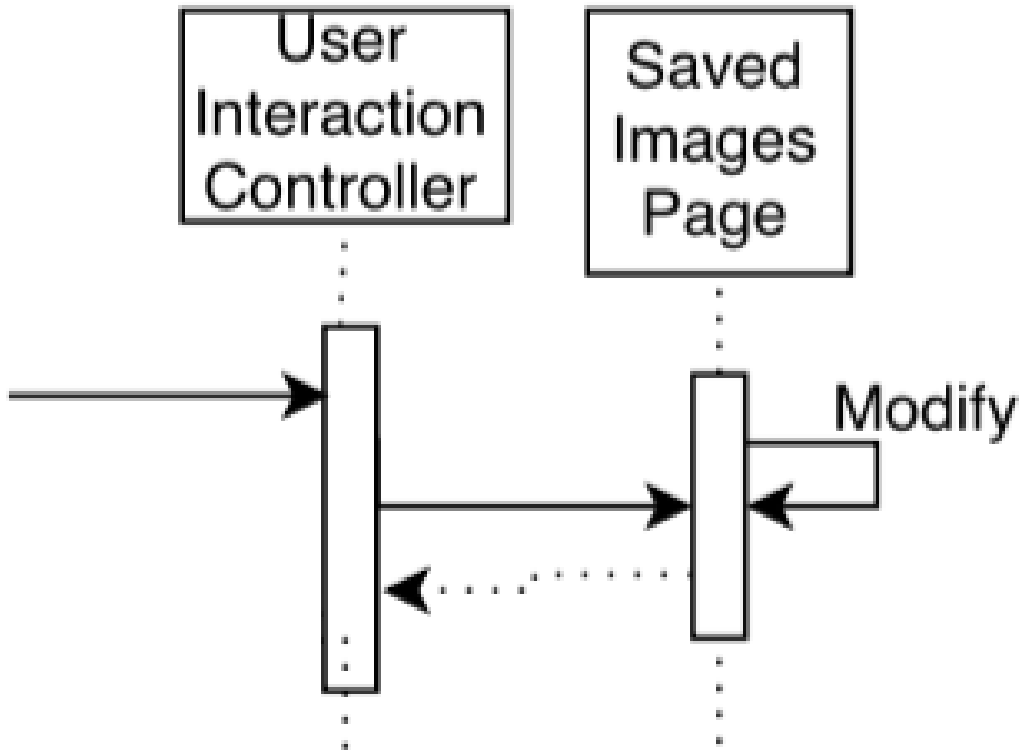 User
Interaction
Controller
Saved
Images
Page
Modify